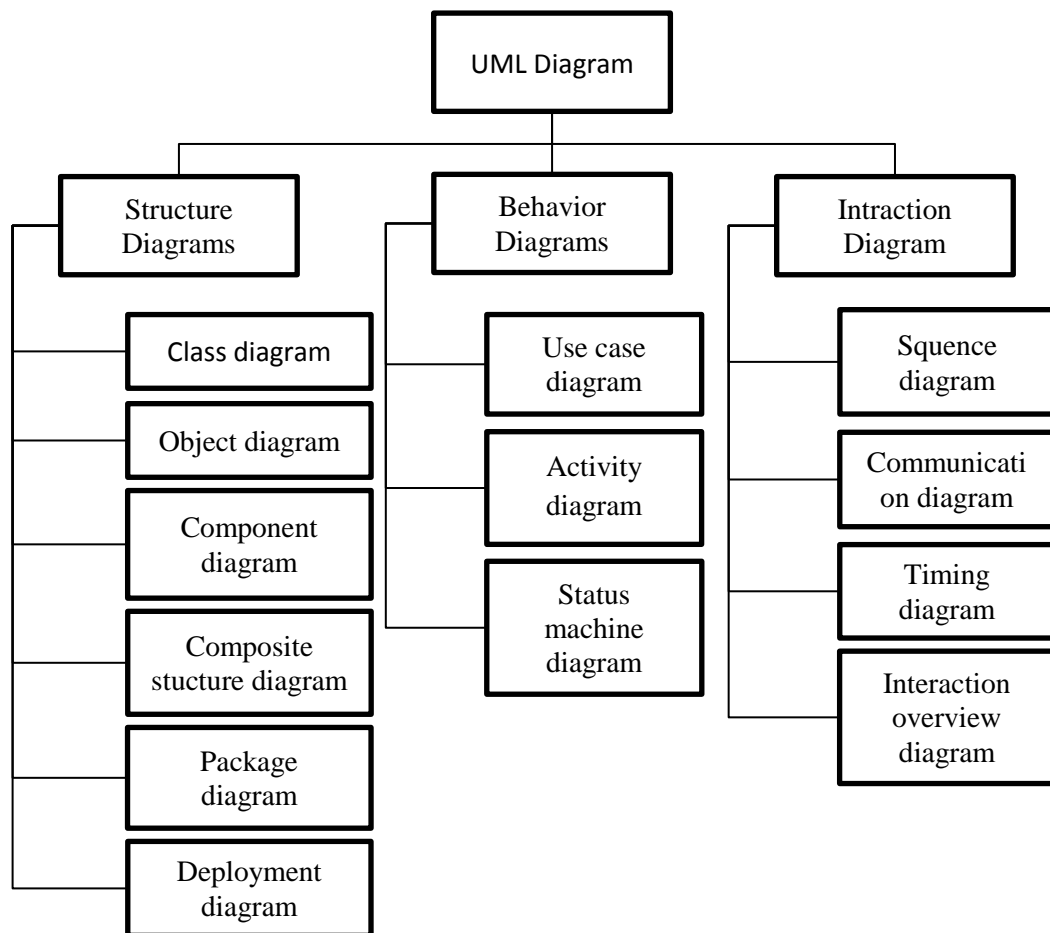 UML Diagram
Structure
Diagrams
Class diagram
Object diagram
Component
diagram
Composite
stucture diagram
Package
diagram
Deployment
diagram
Behavior
Diagrams
Use case
diagram
Activity
diagram
Status
machine
diagram
Intraction
Diagram
Squence
diagram
Communicati
on diagram
Timing
diagram
Interaction
overview
diagram